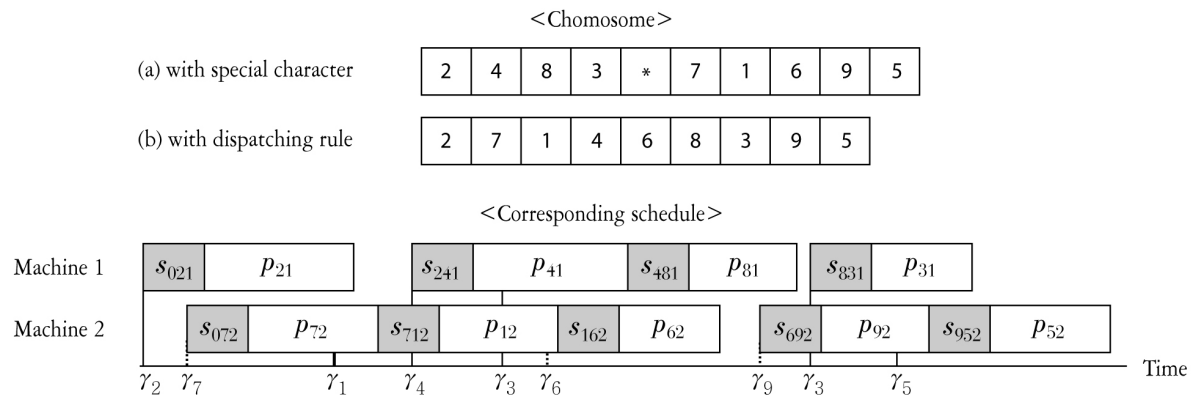 <Chomosome>
(a) with special character 2 4 8 3 * 7 1 6 9 5
(b) with dispatching rule 2 7 1 4 6 8 3 9 5
<Corresponding schedule>
Machine 1 s021 p21 s241 p41 s481 p81 s831 p31
Machine 2 s072 p72 s712 p12 s162 p62 s692 p92 s952 p52
Time
γ2 γ7 γ1 γ4 γ3 γ6 γ9 γ3 γ5